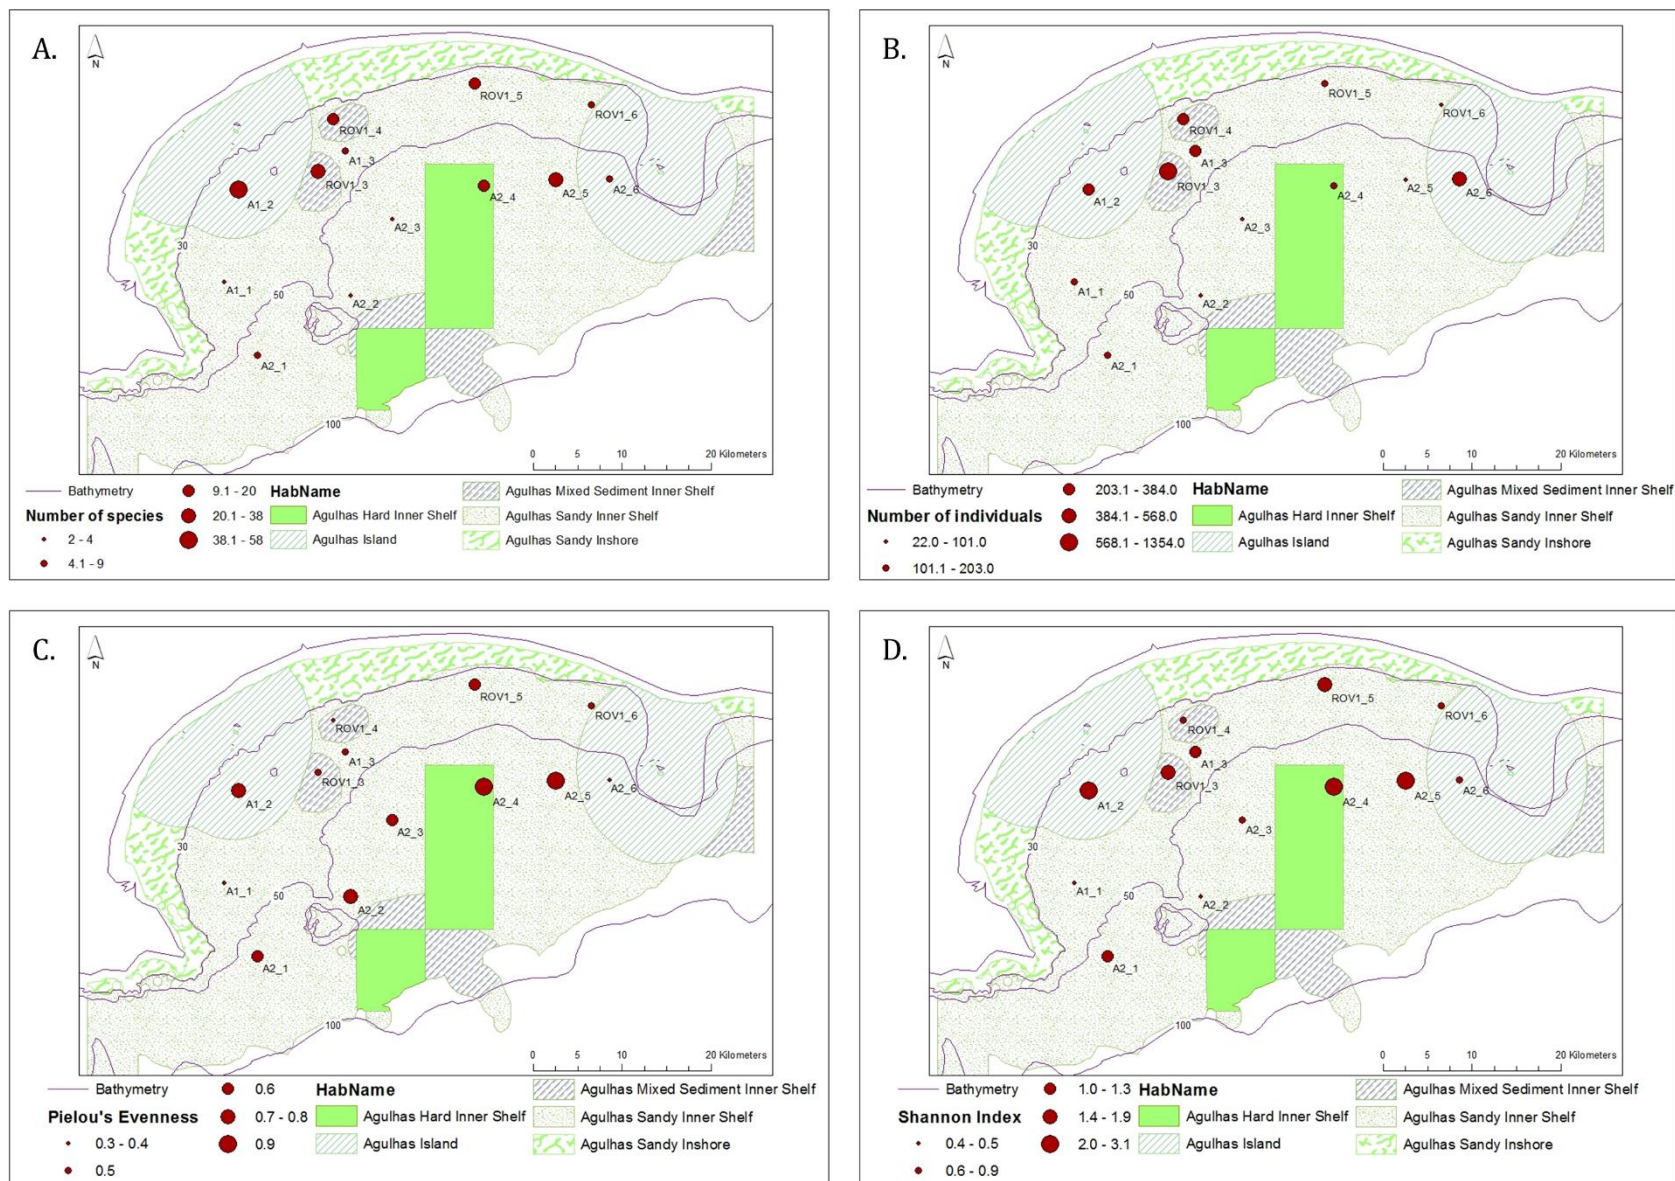 A.
N
ROV1_5
ROV1_6
ROV1_4
A1_3
ROV1_3
A1_2
A2_4
A2_5
A2_6
A2_3
30
A1_1
50
A2_2
A2_1
100
0 5 10 20 Kilometers
Bathymetry
Number of species
2 - 4
4.1 - 9
9.1 - 20
20.1 - 38
38.1 - 58
HabName
Agulhas Hard Inner Shelf
Agulhas Island
Agulhas Mixed Sediment Inner Shelf
Agulhas Sandy Inner Shelf
Agulhas Sandy Inshore
B.
N
ROV1_5
ROV1_6
ROV1_4
A1_3
ROV1_3
A1_2
A2_4
A2_5
A2_6
A2_3
30
A1_1
50
A2_2
A2_1
100
0 5 10 20 Kilometers
Bathymetry
Number of individuals
22.0 - 101.0
101.1 - 203.0
203.1 - 384.0
384.1 - 568.0
568.1 - 1354.0
HabName
Agulhas Hard Inner Shelf
Agulhas Island
Agulhas Mixed Sediment Inner Shelf
Agulhas Sandy Inner Shelf
Agulhas Sandy Inshore
C.
N
ROV1_5
ROV1_6
ROV1_4
A1_3
ROV1_3
A1_2
A2_4
A2_5
A2_6
A2_3
30
A1_1
50
A2_2
A2_1
100
0 5 10 20 Kilometers
Bathymetry
Pielou's Evenness
0.3 - 0.4
0.5
0.6
0.7 - 0.8
0.9
HabName
Agulhas Hard Inner Shelf
Agulhas Island
Agulhas Mixed Sediment Inner Shelf
Agulhas Sandy Inner Shelf
Agulhas Sandy Inshore
D.
N
ROV1_5
ROV1_6
ROV1_4
A1_3
ROV1_3
A1_2
A2_4
A2_5
A2_6
A2_3
30
A1_1
50
A2_2
A2_1
100
0 5 10 20 Kilometers
Bathymetry
Shannon Index
0.4 - 0.5
0.6 - 0.9
1.0 - 1.3
1.4 - 1.9
2.0 - 3.1
HabName
Agulhas Hard Inner Shelf
Agulhas Island
Agulhas Mixed Sediment Inner Shelf
Agulhas Sandy Inner Shelf
Agulhas Sandy Inshore